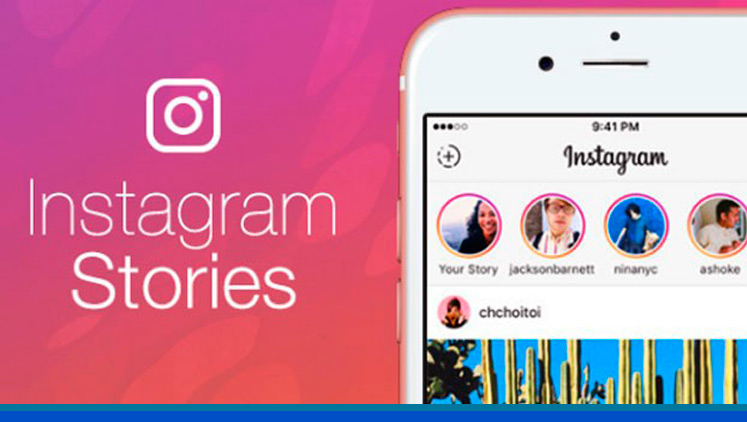 Instagram
Stories
9:41 PM
Instagram
Your Story
jacksonbarnett
ninanyc
ashoke
chchoitoi